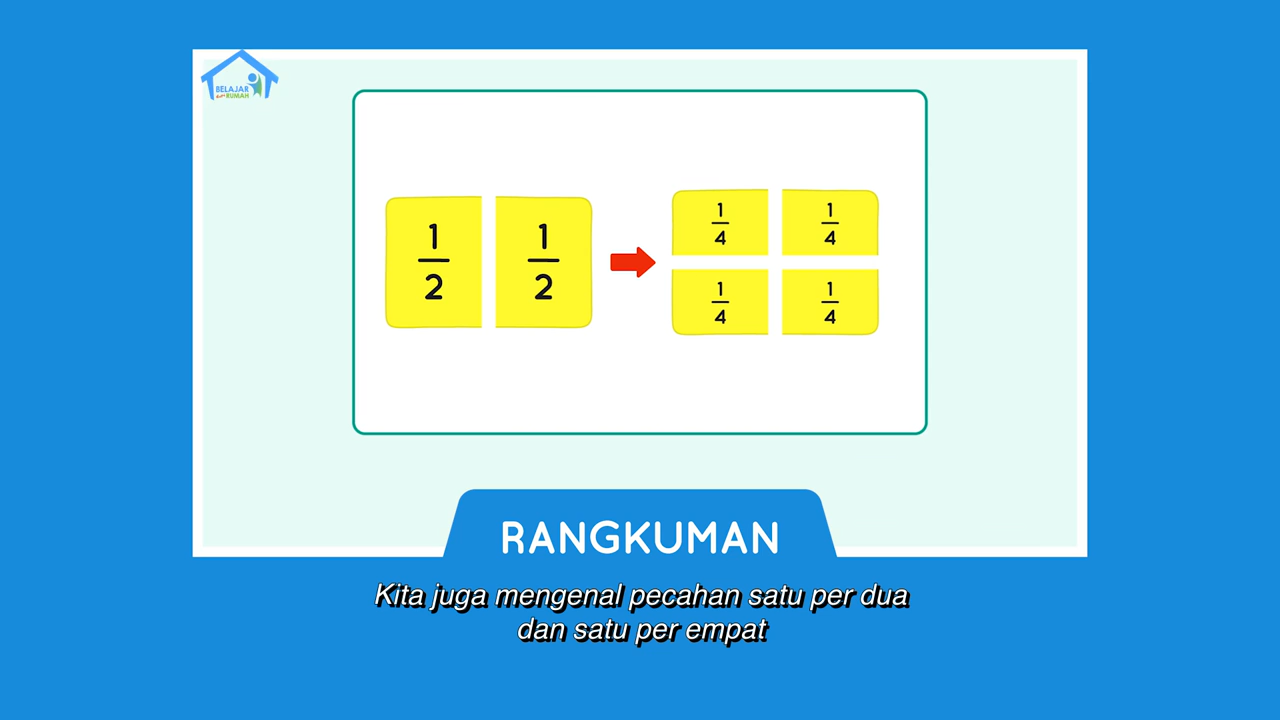 BELAJAR
dari RUMAH
1/2 1/2
1/4 1/4
1/4 1/4
RANGKUMAN
Kita juga mengenal pecahan satu per dua
dan satu per empat